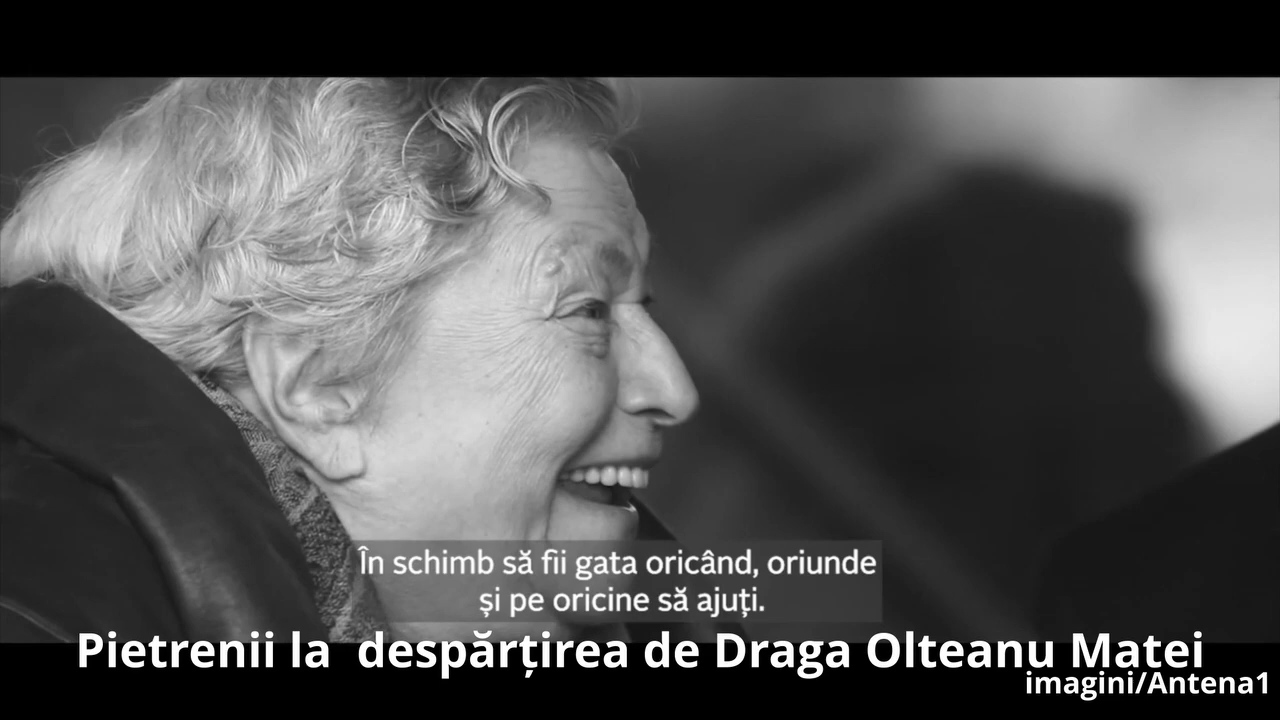 În schimb să fii gata oricând, oriunde
și pe oricine să ajuți.
Pietrenii la  despărțirea de Draga Olteanu Matei
imagini/Antena1